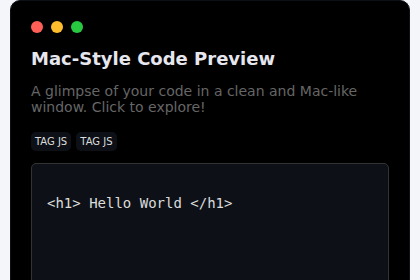 Mac-Style Code Preview
A glimpse of your code in a clean and Mac-like
window. Click to explore!
TAG JS TAG JS
<h1> Hello World </h1>